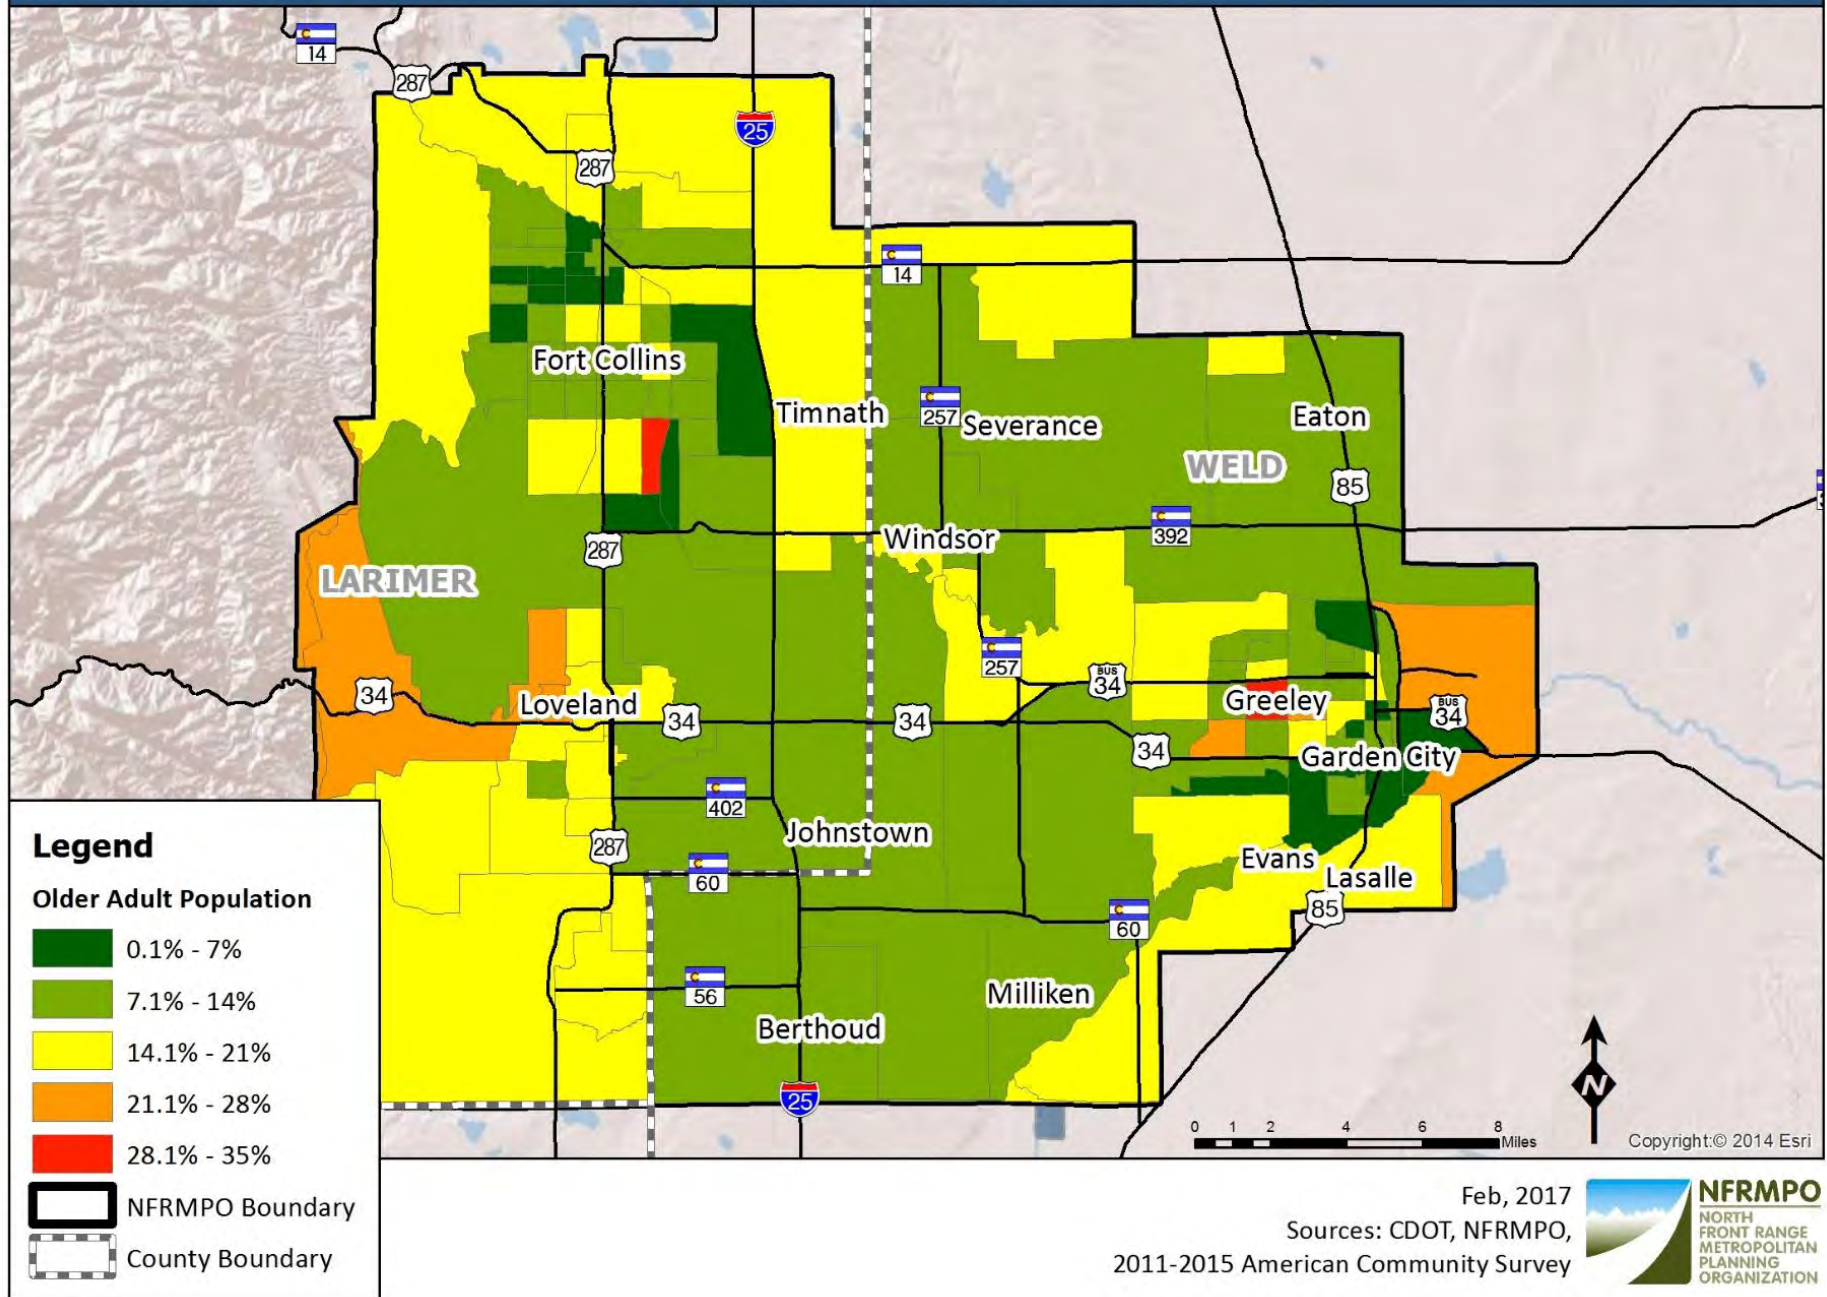 14
287
25
287
14
Fort Collins
Timnath
257
Severance
Eaton
WELD
85
Windsor
392
287
LARIMER
257
BUS
34
34
Loveland
34
34
Greeley
BUS
34
34
Garden City
402
Johnstown
287
60
Evans
Lasalle
85
60
56
Milliken
Berthoud
25
Legend
Older Adult Population
0.1% - 7%
7.1% - 14%
14.1% - 21%
21.1% - 28%
28.1% - 35%
NFRMPO Boundary
County Boundary
N
0 1 2 4 6 8
Miles
Copyright:© 2014 Esri
Feb, 2017
Sources: CDOT, NFRMPO,
2011-2015 American Community Survey
NFRMPO
NORTH
FRONT RANGE
METROPOLITAN
PLANNING
ORGANIZATION